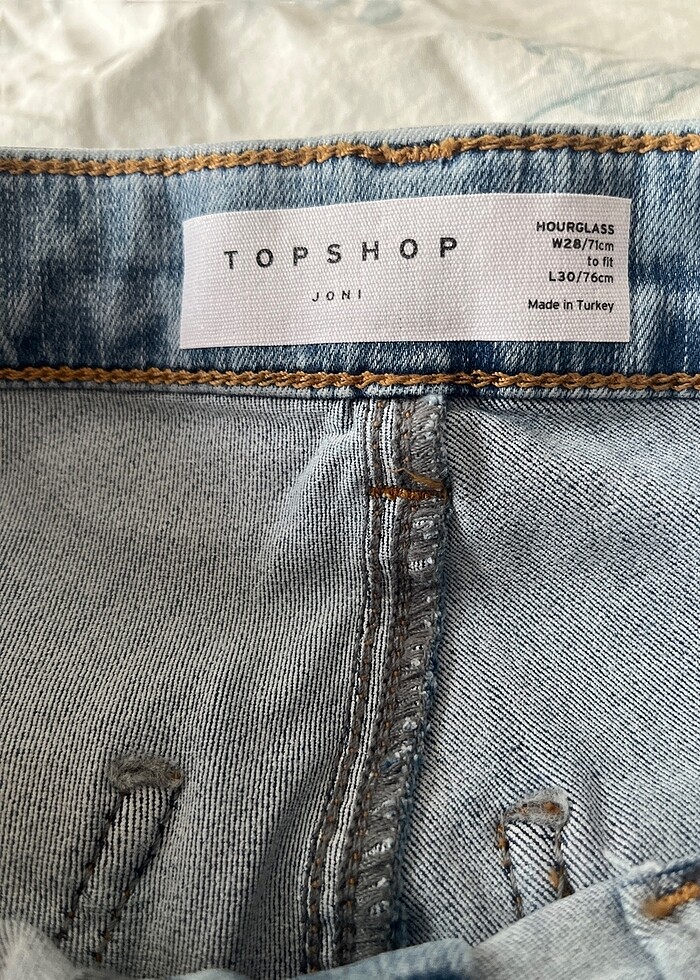 TOPSHOP
JONI
HOURGLASS
W28/71cm
to fit
L30/76cm
Made in Turkey